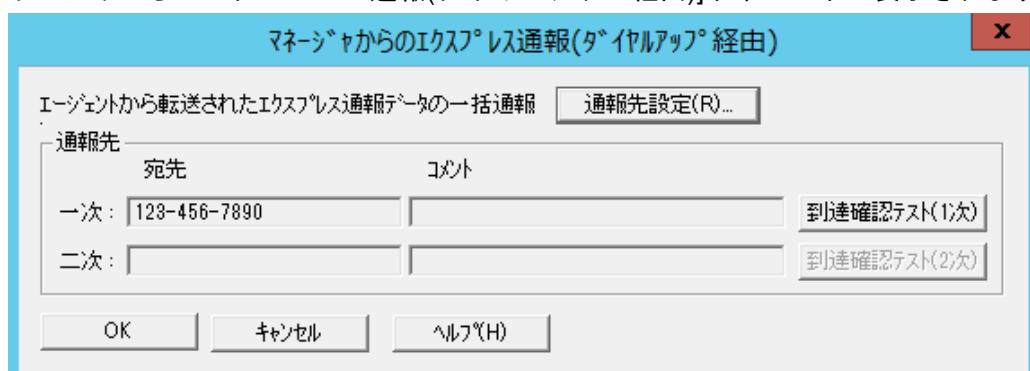 マネージャからのエクスプレス通報(ダイヤルアップ経由)
X
エージェントから転送されたエクスプレス通報データの一括通報 通報先設定(R)...
通報先
宛先 コメント
一次: 123-456-7890 到達確認テスト(1次)
二次: 到達確認テスト(2次)
OK キャンセル ヘルプ(H)